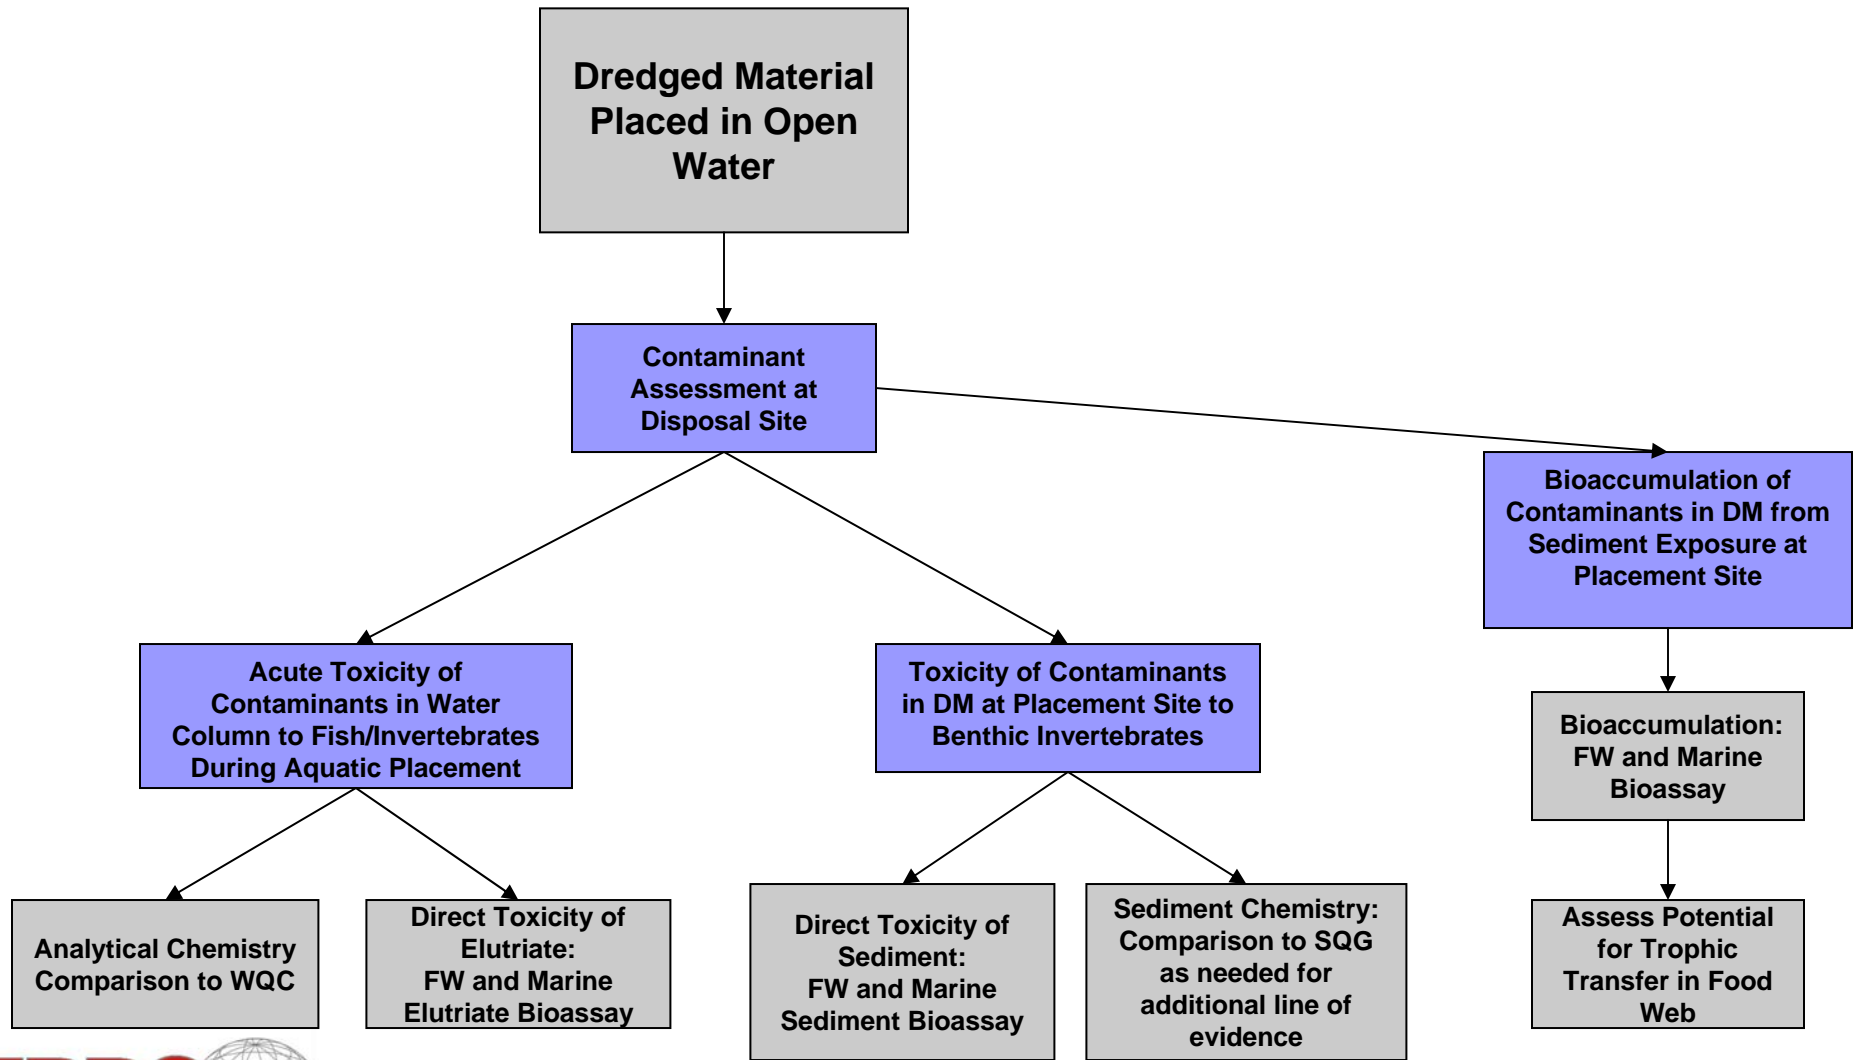 Dredged Material
Placed in Open
Water
Contaminant
Assessment at
Disposal Site
Bioaccumulation of
Contaminants in DM from
Sediment Exposure at
Placement Site
Acute Toxicity of
Contaminants in Water
Column to Fish/Invertebrates
During Aquatic Placement
Toxicity of Contaminants
in DM at Placement Site to
Benthic Invertebrates
Bioaccumulation:
FW and Marine
Bioassay
Analytical Chemistry
Comparison to WQC
Direct Toxicity of
Elutriate:
FW and Marine
Elutriate Bioassay
Direct Toxicity of
Sediment:
FW and Marine
Sediment Bioassay
Sediment Chemistry:
Comparison to SQG
as needed for
additional line of
evidence
Assess Potential
for Trophic
Transfer in Food
Web